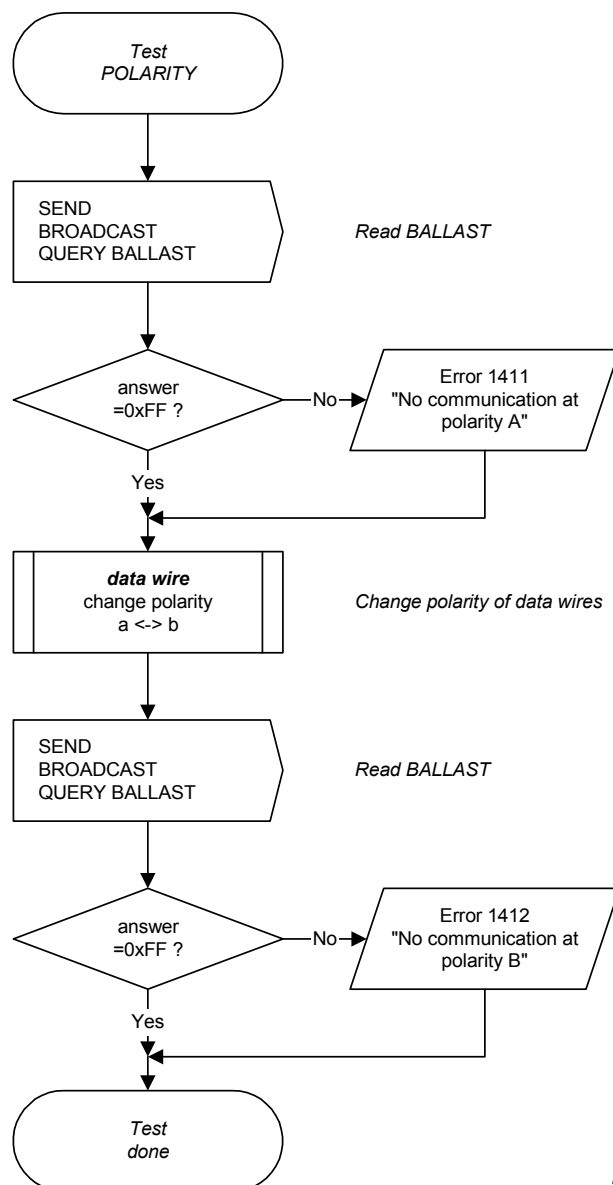 Test
POLARITY
SEND
BROADCAST
QUERY BALLAST
Read BALLAST
answer
=0xFF ?
No
Error 1411
"No communication at
polarity A"
Yes
data wire
change polarity
a <-> b
Change polarity of data wires
SEND
BROADCAST
QUERY BALLAST
Read BALLAST
answer
=0xFF ?
No
Error 1412
"No communication at
polarity B"
Yes
Test
done